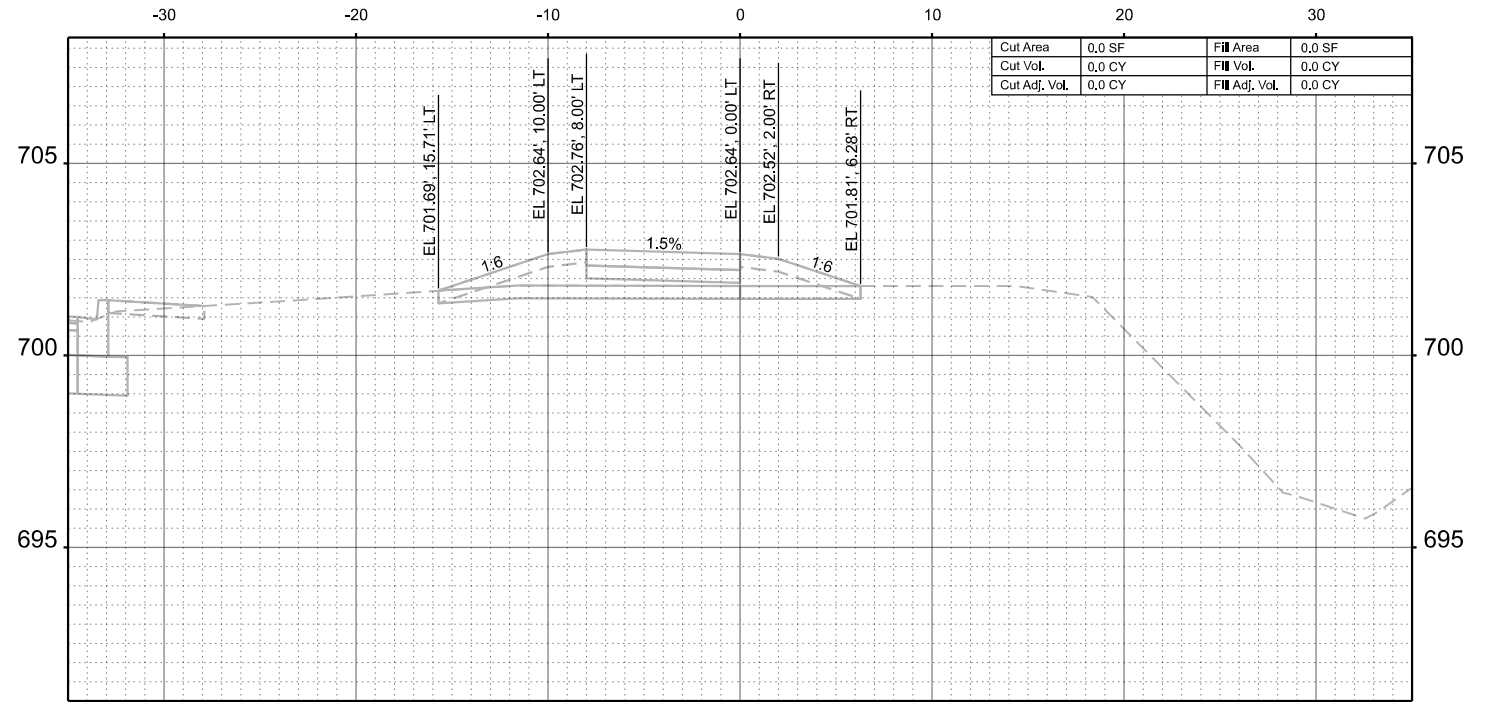 -30 -20 -10 0 10 20 30
Cut Area 0.0 SF Fill Area 0.0 SF
Cut Vol. 0.0 CY Fill Vol. 0.0 CY
Cut Adj. Vol. 0.0 CY Fill Adj. Vol. 0.0 CY
EL 701.69', 15.71' LT
EL 702.64', 10.00' LT
EL 702.76', 8.00' LT
EL 702.64', 0.00' LT
EL 702.52', 2.00' RT
EL 701.81', 6.28' RT
705 705
1:6 1.5% 1:6
700 700
695 695